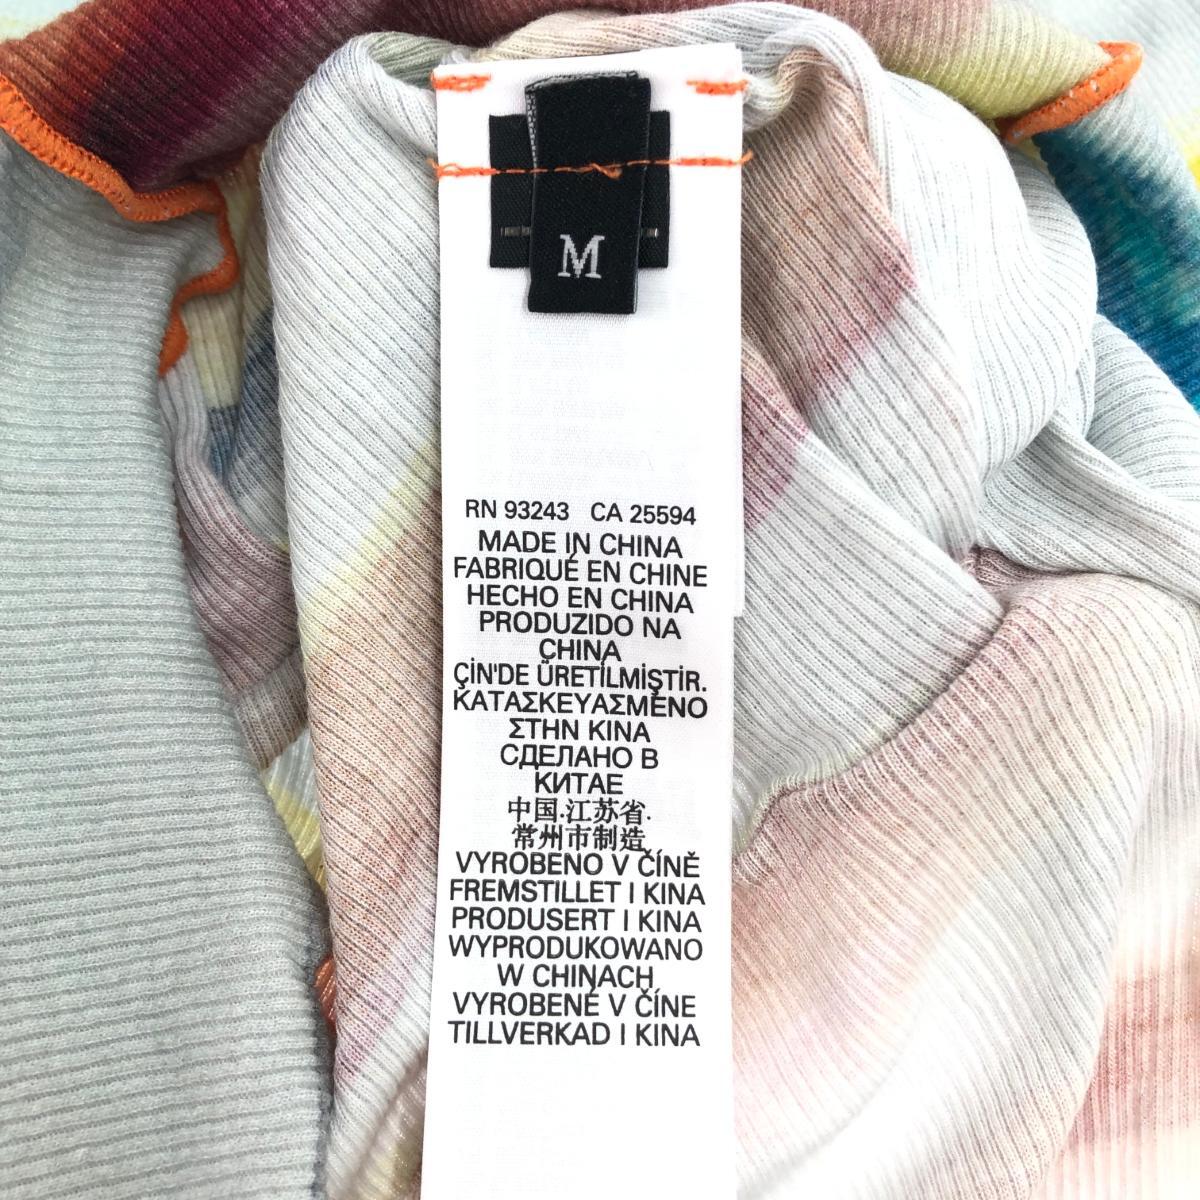 M
RN 93243 CA 25594
MADE IN CHINA
FABRIQUÉ EN CHINE
HECHO EN CHINA
PRODUZIDO NA
CHINA
ÇİN'DE ÜRETİLMİŞTİR.
ΚΑΤΑΣΚΕΥΑΣΜΕΝΟ
ΣΤΗΝ ΚΙΝΑ
СДЕЛАНО В
КИТАЕ
中国.江苏省.
常州市制造
VYROBENO V ČÍNĚ
FREMSTILLET I KINA
PRODUSERT I KINA
WYPRODUKOWANO
W CHINACH
VYROBENÉ V ČÍNE
TILLVERKAD I KINA